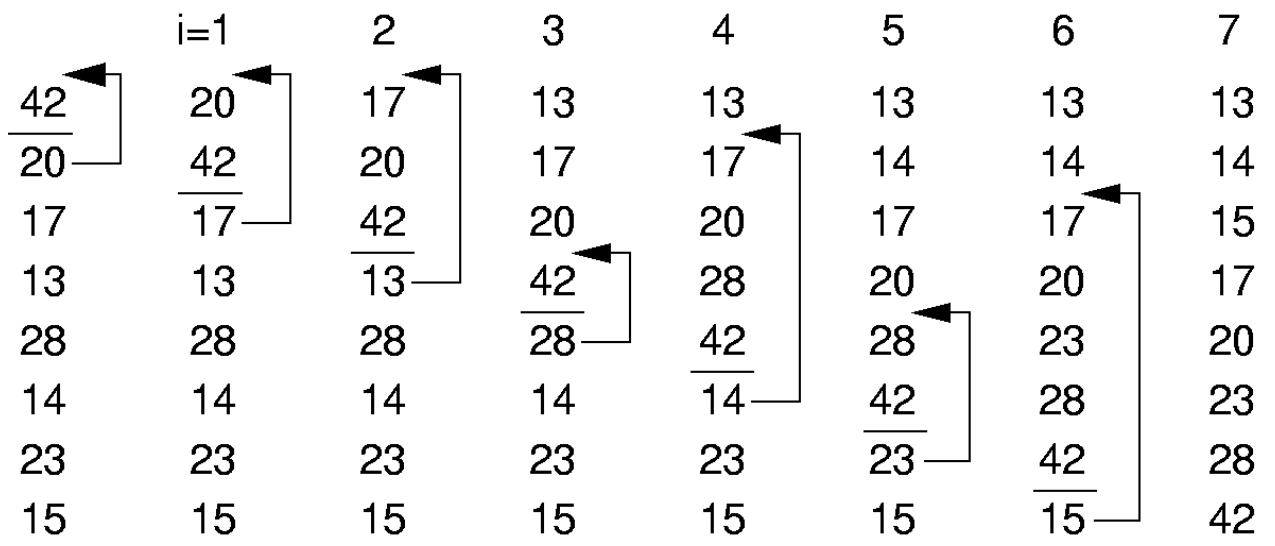 i=1 2 3 4 5 6 7
42 20 17 13 13 13 13 13
20 42 20 17 17 14 14 14
17 17 42 20 20 17 17 15
13 13 13 42 28 20 20 17
28 28 28 28 42 28 23 20
14 14 14 14 14 42 28 23
23 23 23 23 23 23 42 28
15 15 15 15 15 15 15 42